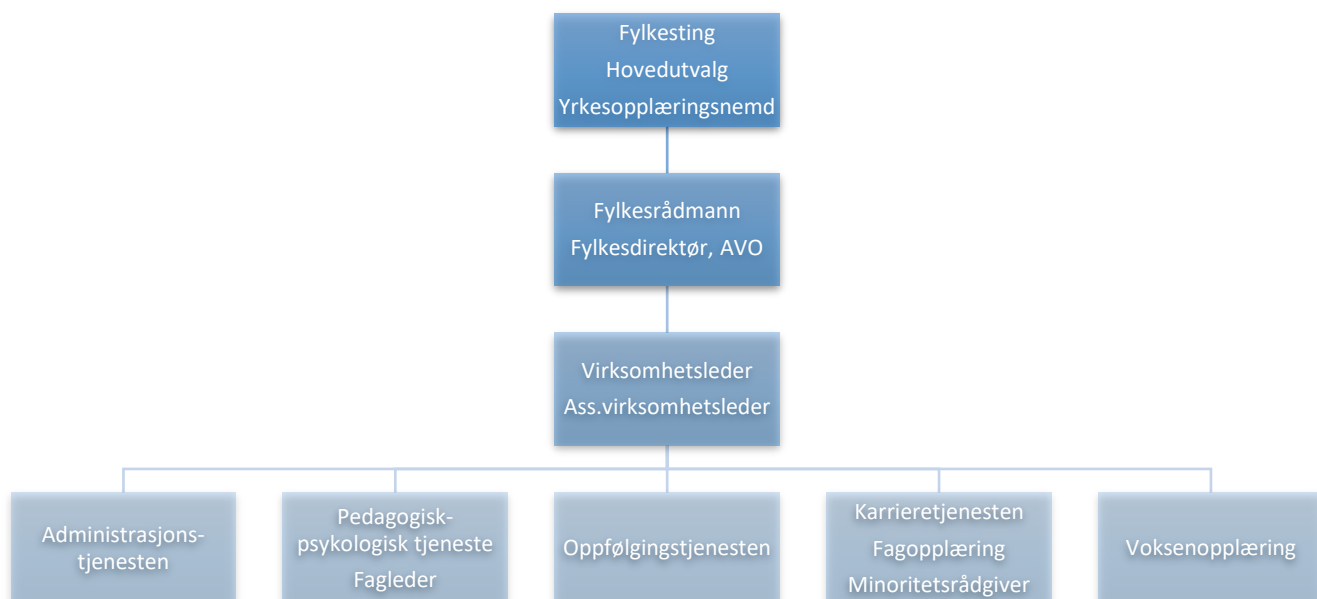 Fylkesting
Hovedutvalg
Yrkesopplæringsnemd
Fylkesrådmann
Fylkesdirektør, AVO
Virksomhetsleder
Ass.virksomhetsleder
Administrasjons-
tjenesten
Pedagogisk-
psykologisk tjeneste
Fagleder
Oppfølgingstjenesten
Karrieretjenesten
Fagopplæring
Minoritetsrådgiver
Voksenopplæring